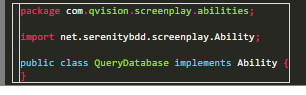 package com.qvision.screenplay.abilities;
import net.serenitybdd.screenplay.Ability;
public class QueryDatabase implements Ability {
}